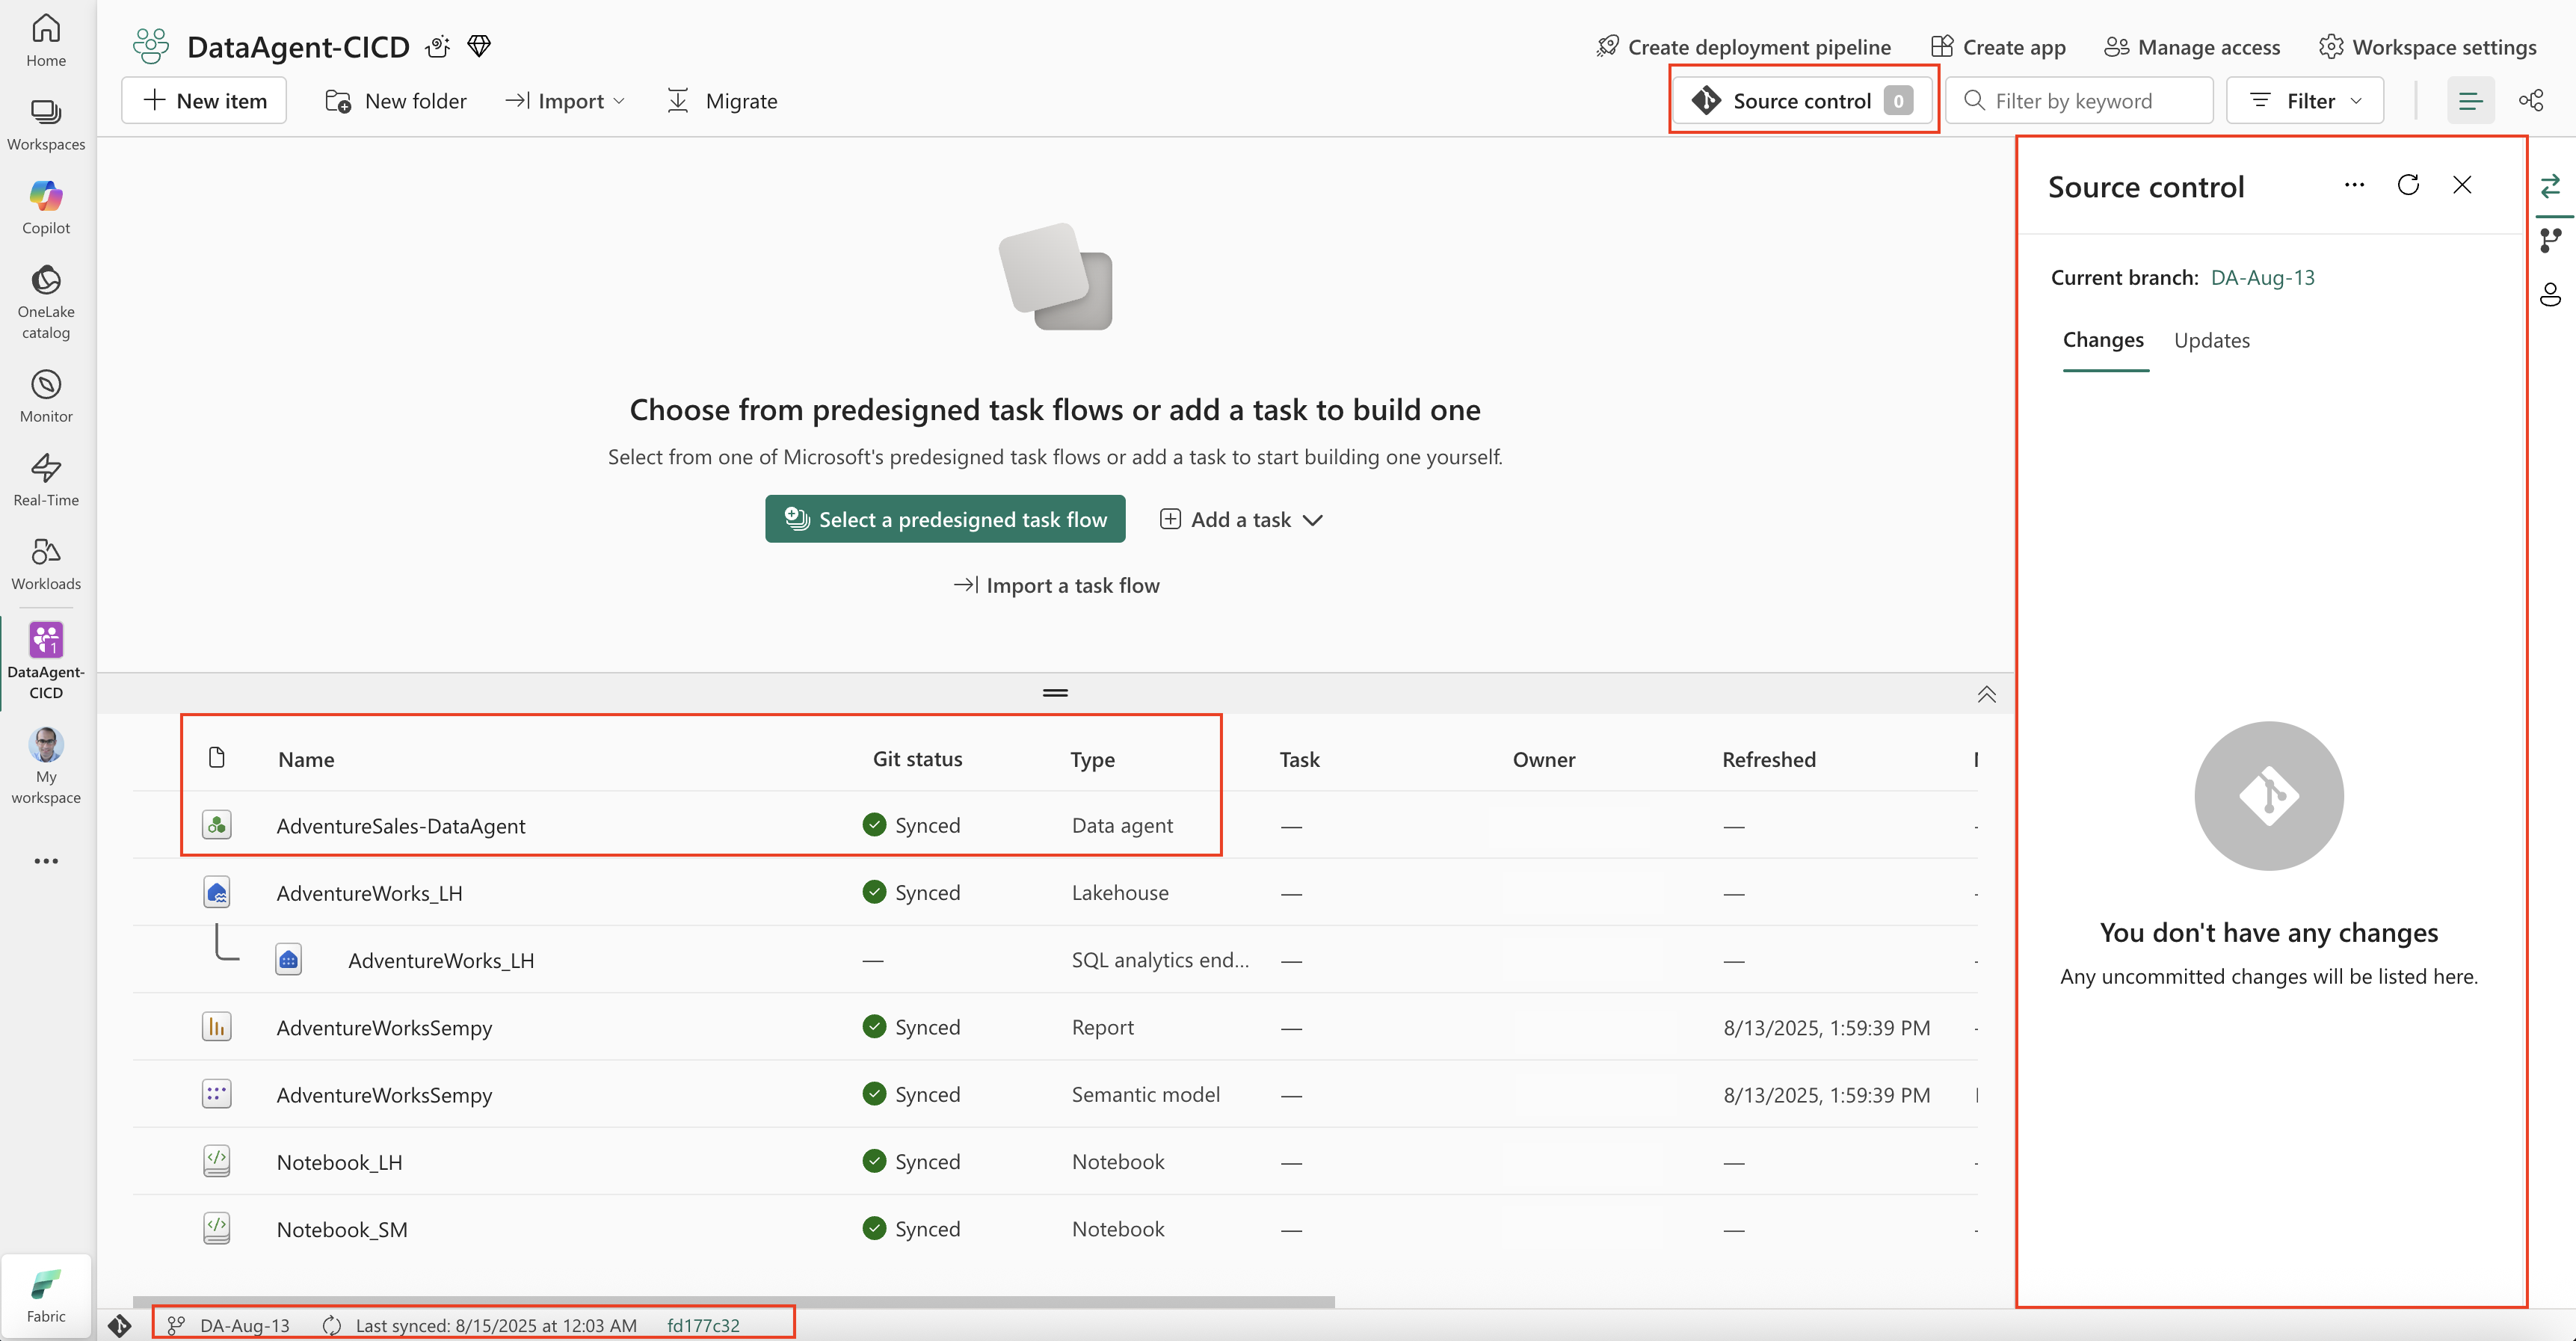 Home
Workspaces
Copilot
OneLake
catalog
Monitor
Real-Time
Workloads
1
DataAgent-
CICD
My
workspace
Fabric
DataAgent-CICD
Create deployment pipeline
Create app
Manage access
Workspace settings
New item
New folder
Import
Migrate
Source control 0
Filter by keyword
Filter
Choose from predesigned task flows or add a task to build one
Select from one of Microsoft's predesigned task flows or add a task to start building one yourself.
Select a predesigned task flow
Add a task
Import a task flow
Name Git status Type Task Owner Refreshed
AdventureSales-DataAgent Synced Data agent — —
AdventureWorks_LH Synced Lakehouse — —
AdventureWorks_LH — SQL analytics end... — —
AdventureWorksSempy Synced Report — 8/13/2025, 1:59:39 PM
AdventureWorksSempy Synced Semantic model — 8/13/2025, 1:59:39 PM
Notebook_LH Synced Notebook — —
Notebook_SM Synced Notebook — —
DA-Aug-13 Last synced: 8/15/2025 at 12:03 AM fd177c32
Source control
Current branch: DA-Aug-13
Changes Updates
You don't have any changes
Any uncommitted changes will be listed here.